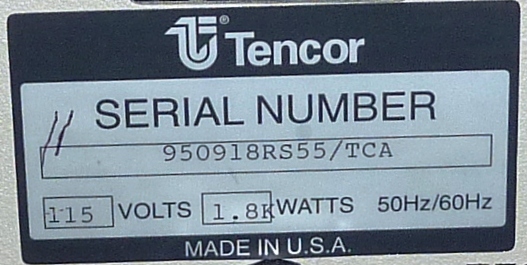 Tencor
SERIAL NUMBER
950918RS55/TCA
115 VOLTS 1.8K WATTS 50Hz/60Hz
MADE IN U.S.A.